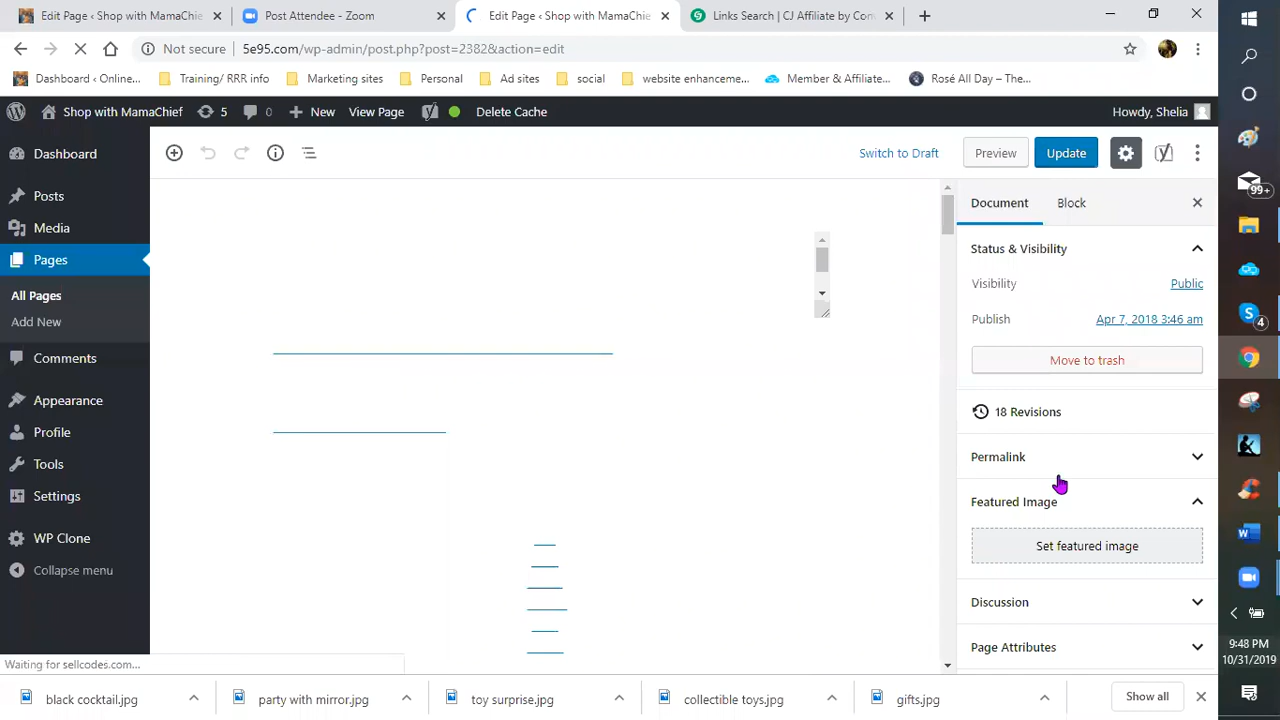 Dashboard ‹ Shop with MamaChie
Post Attendee - Zoom
Edit Page ‹ Shop with MamaChie
Links Search | CJ Affiliate by Con
Not secure
5e95.com/wp-admin/post.php?post=2382&action=edit
Dashboard ‹ Online...
Training/ RRR info
Marketing sites
Personal
Ad sites
social
website enhanceme...
Member & Affiliate...
Rosé All Day – The...
Shop with MamaChief
5
0
New
View Page
Delete Cache
Howdy, Shelia
Dashboard
Posts
Media
Pages
All Pages
Add New
Comments
Appearance
Profile
Tools
Settings
WP Clone
Collapse menu
Switch to Draft
Preview
Update
Document
Block
Status & Visibility
Visibility
Public
Publish
Apr 7, 2018 3:46 am
Move to trash
18 Revisions
Permalink
Featured Image
Set featured image
Discussion
Page Attributes
Waiting for sellcodes.com...
black cocktail.jpg
party with mirror.jpg
toy surprise.jpg
collectible toys.jpg
gifts.jpg
Show all
99+
4
9:48 PM
10/31/2019